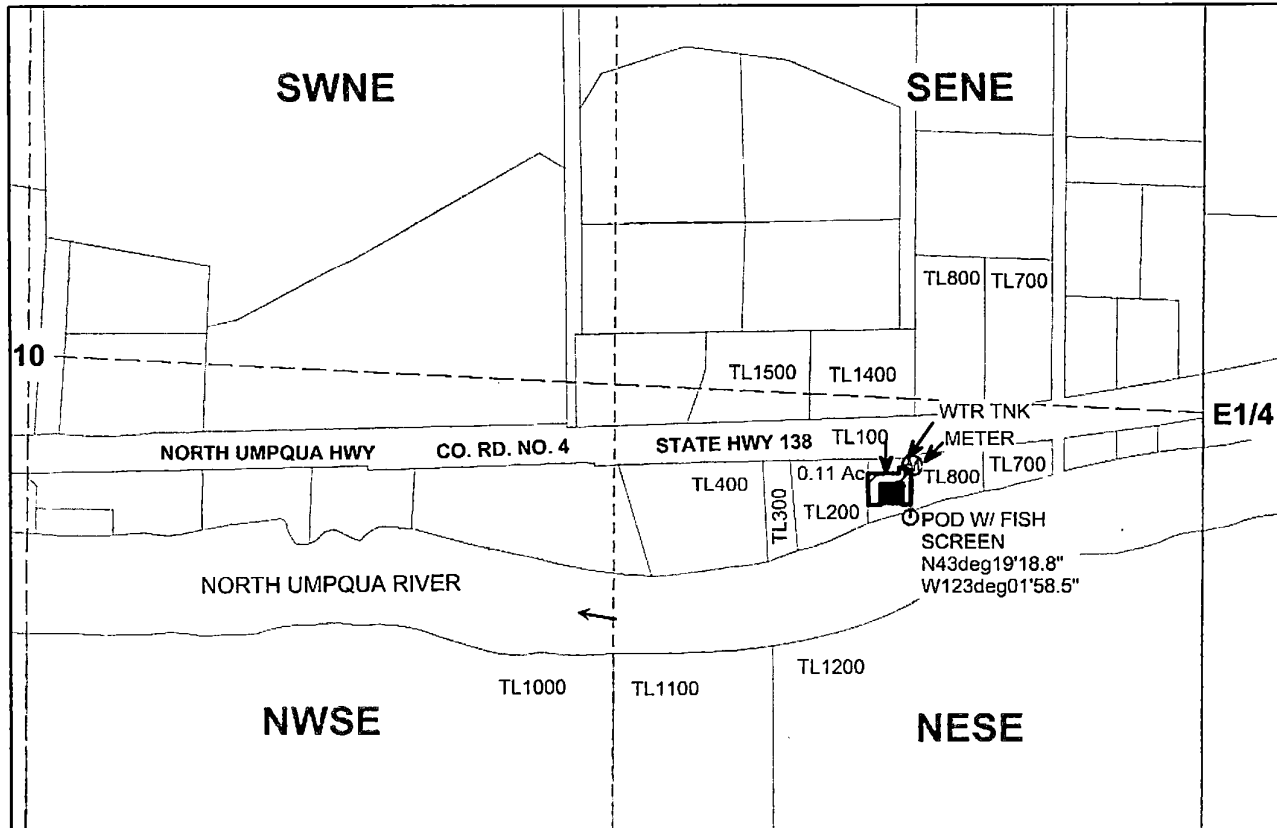 SWNE
SENE
TL800
TL700
10
TL1500
TL1400
WTR TNK
E1/4
NORTH UMPQUA HWY
CO. RD. NO. 4
STATE HWY 138
TL100
METER
TL400
TL300
0.11 Ac
M
TL800
TL700
TL200
POD W/ FISH
SCREEN
N43deg19'18.8"
W123deg01'58.5"
NORTH UMPQUA RIVER
TL1000
TL1100
TL1200
NWSE
NESE